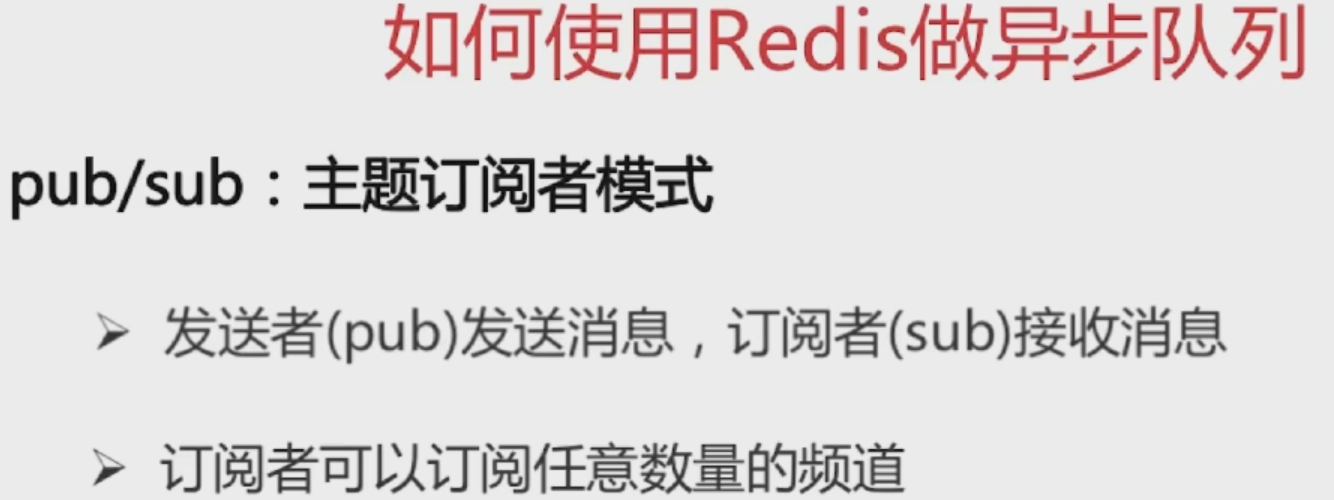 如何使用Redis做异步队列
pub/sub：主题订阅者模式
➢ 发送者(pub)发送消息，订阅者(sub)接收消息
➢ 订阅者可以订阅任意数量的频道